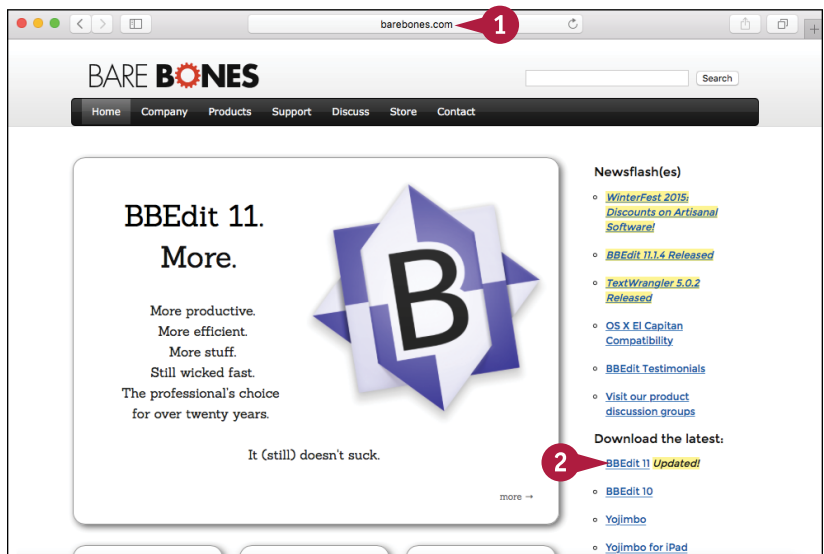 barebones.com
1
BARE BONES
Search
Home Company Products Support Discuss Store Contact
BBEdit 11.
More.
More productive.
More efficient.
More stuff.
Still wicked fast.
The professional's choice
for over twenty years.
It (still) doesn't suck.
more →
B
Newsflash(es)
WinterFest 2015:
Discounts on Artisanal
Software!
BBEdit 11.1.4 Released
TextWrangler 5.0.2
Released
OS X El Capitan
Compatibility
BBEdit Testimonials
Visit our product
discussion groups
Download the latest:
2
BBEdit 11 Updated!
BBEdit 10
Yojimbo
Yojimbo for iPad